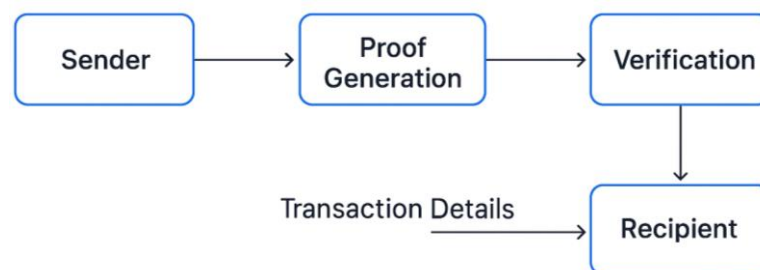 Sender
Proof
Generation
Verification
Transaction Details
Recipient